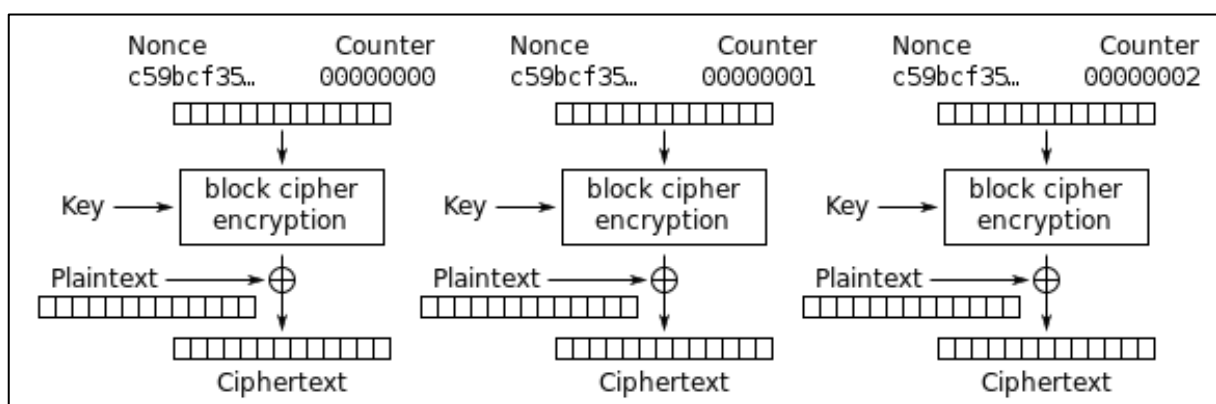 Nonce Counter Nonce Counter Nonce Counter
c59bcf35… 00000000 c59bcf35… 00000001 c59bcf35… 00000002
Key block cipher encryption Key block cipher encryption Key block cipher encryption
Plaintext Plaintext Plaintext
Ciphertext Ciphertext Ciphertext